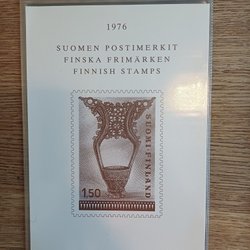 1976
SUOMEN POSTIMERKIT
FINSKA FRIMÄRKEN
FINNISH STAMPS
SUOMI FINLAND
1.50